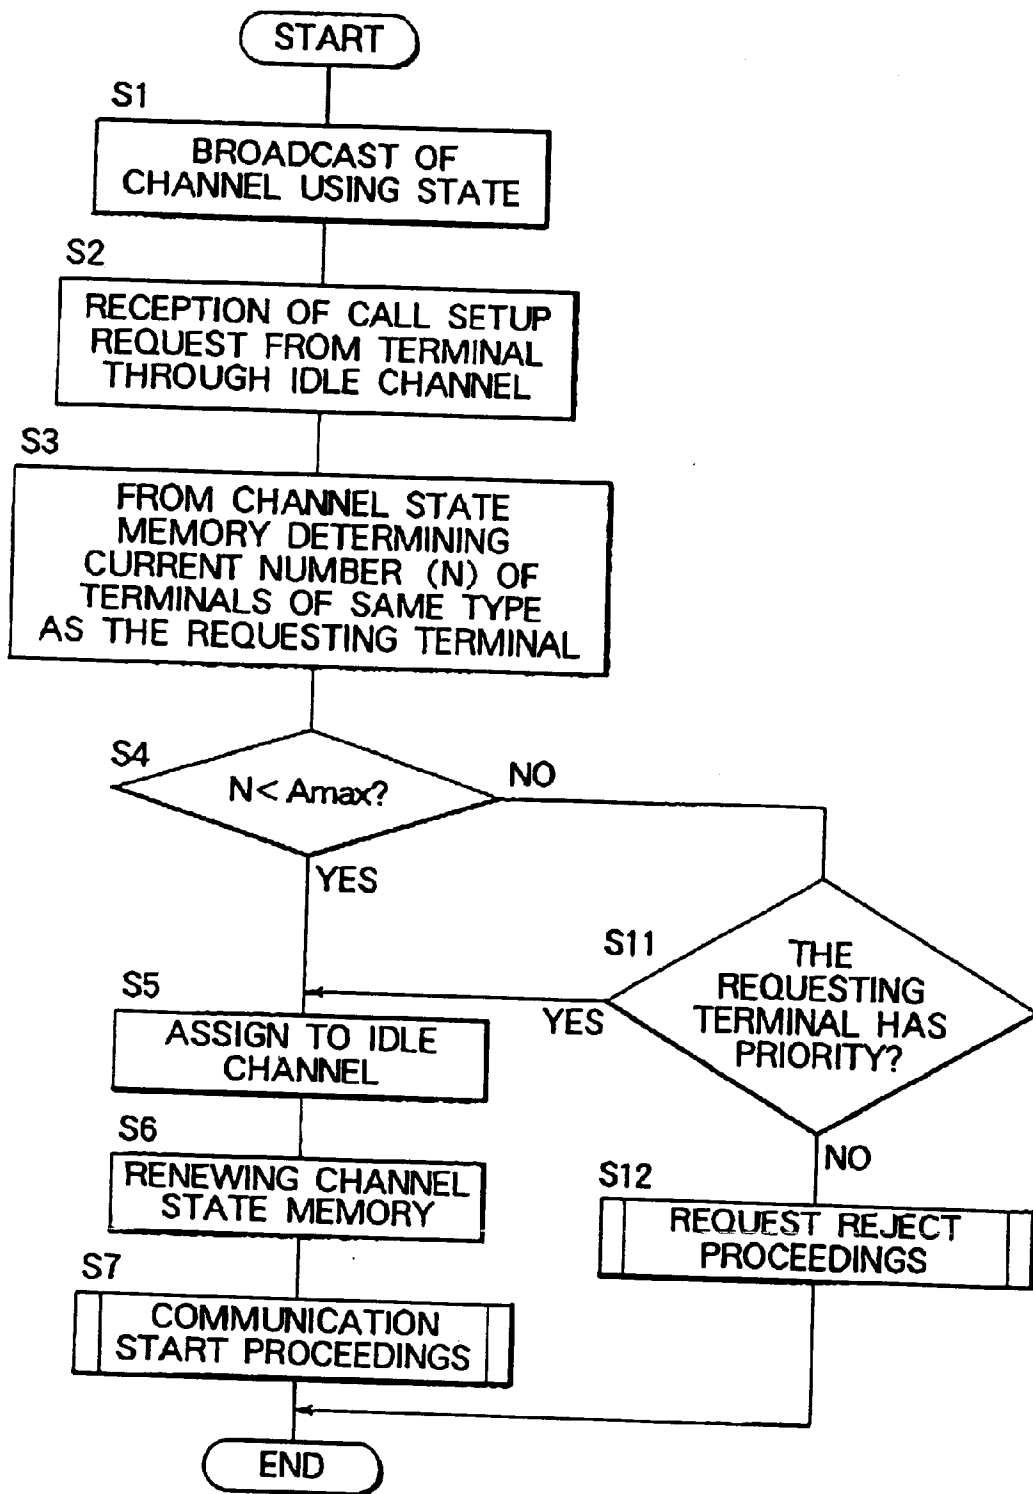 START
S1
BROADCAST OF
CHANNEL USING STATE
S2
RECEPTION OF CALL SETUP
REQUEST FROM TERMINAL
THROUGH IDLE CHANNEL
S3
FROM CHANNEL STATE
MEMORY DETERMINING
CURRENT NUMBER (N) OF
TERMINALS OF SAME TYPE
AS THE REQUESTING TERMINAL
S4
N< Amax?
NO
YES
S11
THE
REQUESTING
TERMINAL HAS
PRIORITY?
YES
NO
S5
ASSIGN TO IDLE
CHANNEL
S6
RENEWING CHANNEL
STATE MEMORY
S12
REQUEST REJECT
PROCEEDINGS
S7
COMMUNICATION
START PROCEEDINGS
END